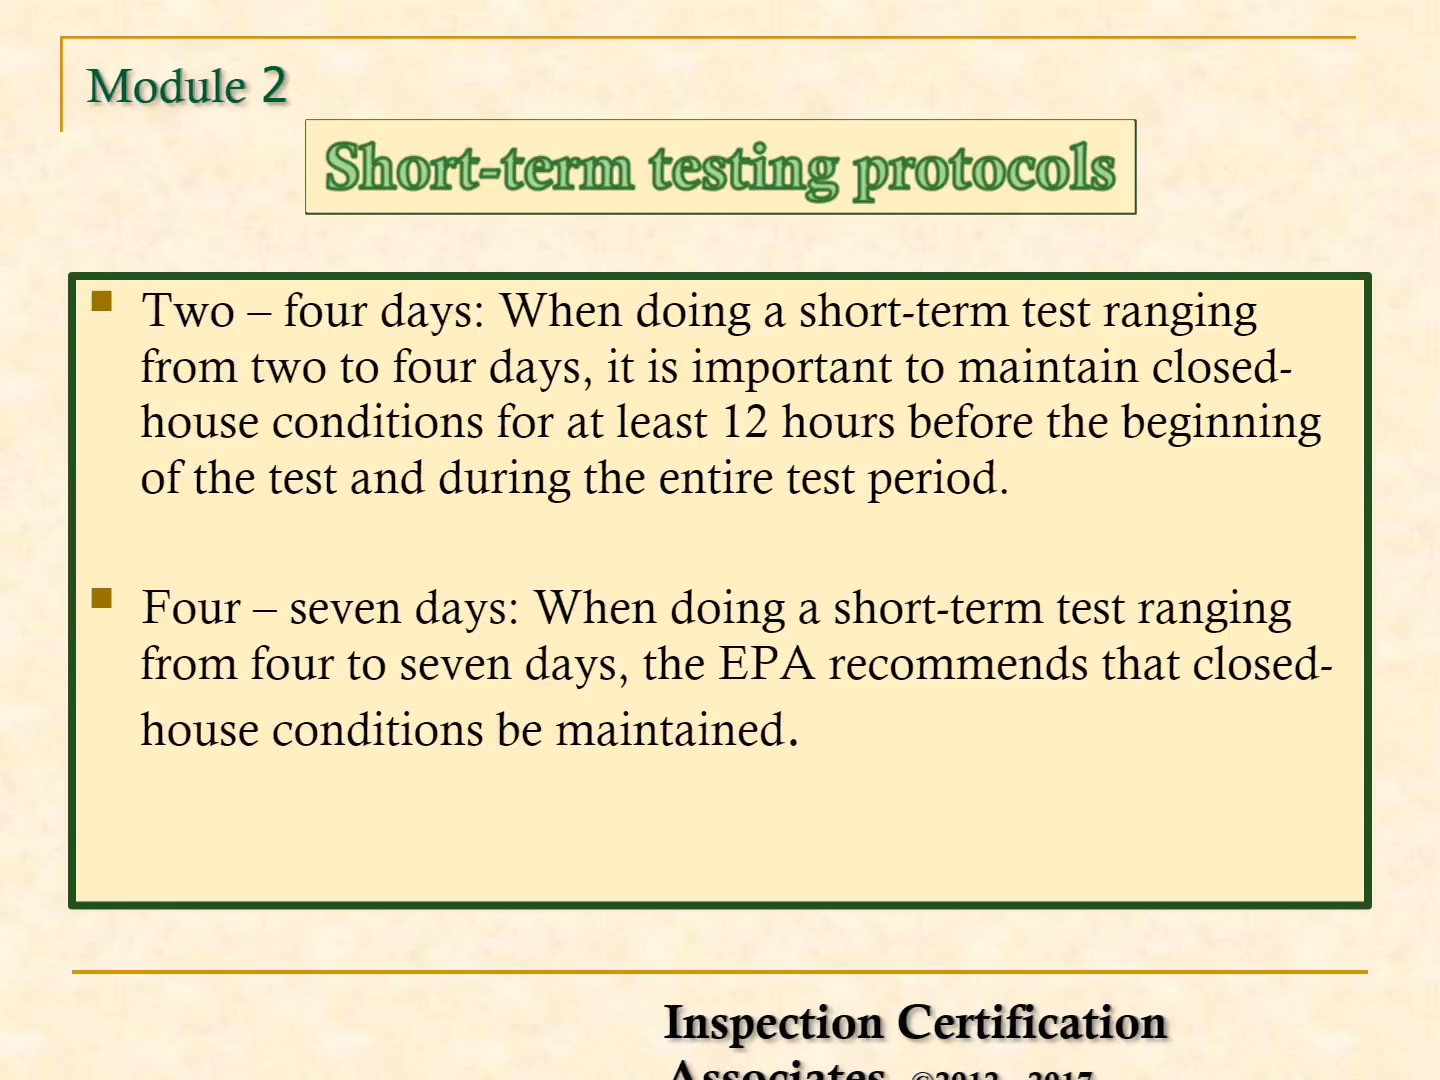 Module 2
Short-term testing protocols
Two – four days: When doing a short-term test ranging
from two to four days, it is important to maintain closed-
house conditions for at least 12 hours before the beginning
of the test and during the entire test period.
Four – seven days: When doing a short-term test ranging
from four to seven days, the EPA recommends that closed-
house conditions be maintained.
Inspection Certification
Associates ©2012 - 2017